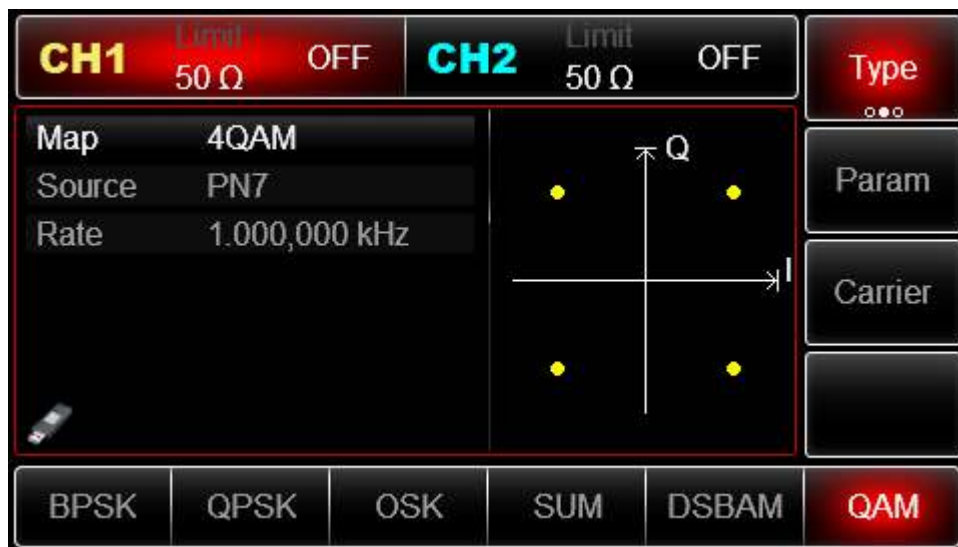 CH1 Limit 50 Ω OFF
CH2 Limit 50 Ω OFF
Type
Map 4QAM
Source PN7
Rate 1.000,000 kHz
Q
I
Param
Carrier
BPSK QPSK OSK SUM DSBAM QAM